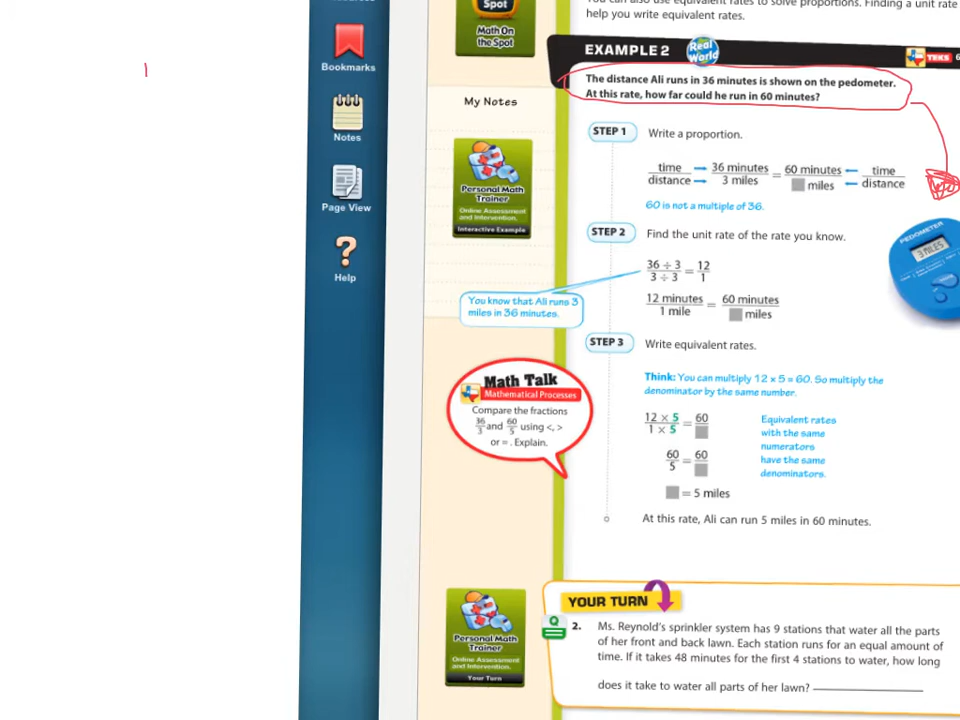 Spot
Math On
the Spot
help you write equivalent rates.
Bookmarks
Notes
Page View
Help
My Notes
Personal Math
Trainer
Online Assessment
and Intervention.
Interactive Example
EXAMPLE 2
Real
World
TEKS 6
The distance Ali runs in 36 minutes is shown on the pedometer.
At this rate, how far could he run in 60 minutes?
STEP 1
Write a proportion.
time → 36 minutes = 60 minutes ← time
distance → 3 miles miles ← distance
60 is not a multiple of 36.
STEP 2
Find the unit rate of the rate you know.
36 ÷ 3 = 12
3 ÷ 3 1
12 minutes = 60 minutes
1 mile miles
You know that Ali runs 3
miles in 36 minutes.
PEDOMETER
3 MILES
STEP 3
Write equivalent rates.
Think: You can multiply 12 × 5 = 60. So multiply the
denominator by the same number.
12 × 5 = 60
1 × 5
60 = 60
5
= 5 miles
Equivalent rates
with the same
numerators
have the same
denominators.
At this rate, Ali can run 5 miles in 60 minutes.
Math Talk
Mathematical Processes
Compare the fractions
36/3 and 60/5 using <, >
or = . Explain.
Personal Math
Trainer
Online Assessment
and Intervention.
Your Turn
YOUR TURN
2. Ms. Reynold's sprinkler system has 9 stations that water all the parts
of her front and back lawn. Each station runs for an equal amount of
time. If it takes 48 minutes for the first 4 stations to water, how long
does it take to water all parts of her lawn?